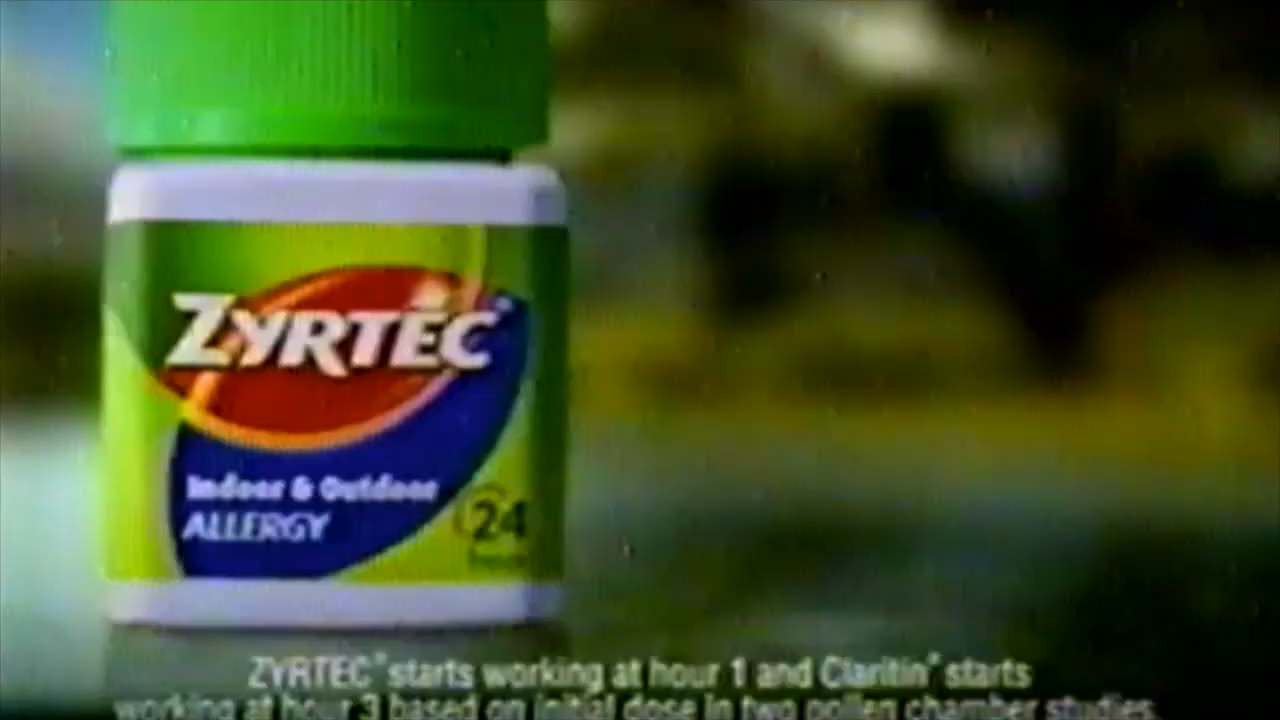 ZYRTEC
Indoor & Outdoor
ALLERGY
24
ZYRTEC® starts working at hour 1 and Claritin® starts
working at hour 3 based on initial dose in two pollen chamber studies